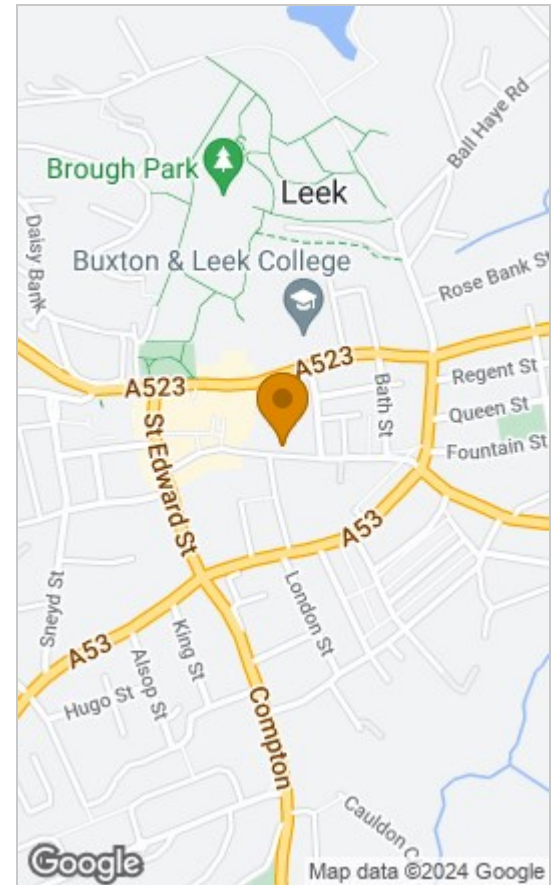 Ball Haye Rd
Brough Park
Leek
Daisy Bank
Buxton & Leek College
Rose Bank St
A523
A523
Regent St
Bath St
Queen St
St Edward St
Fountain St
A53
Sneyd St
London St
A53
King St
Alsop St
Hugo St
Compton
Cauldon C
Google
Map data ©2024 Google